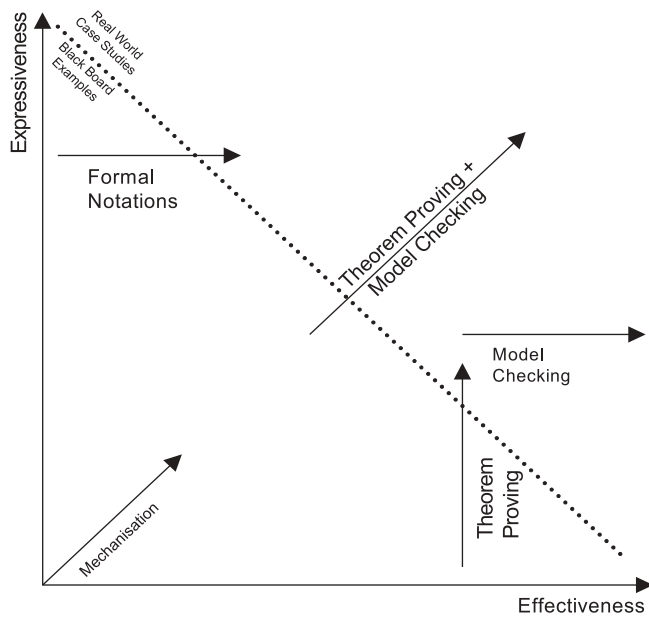 Expressiveness
Real World
Case Studies
Black Board
Examples
Formal
Notations
Theorem Proving +
Model Checking
Model
Checking
Theorem
Proving
Mechanisation
Effectiveness